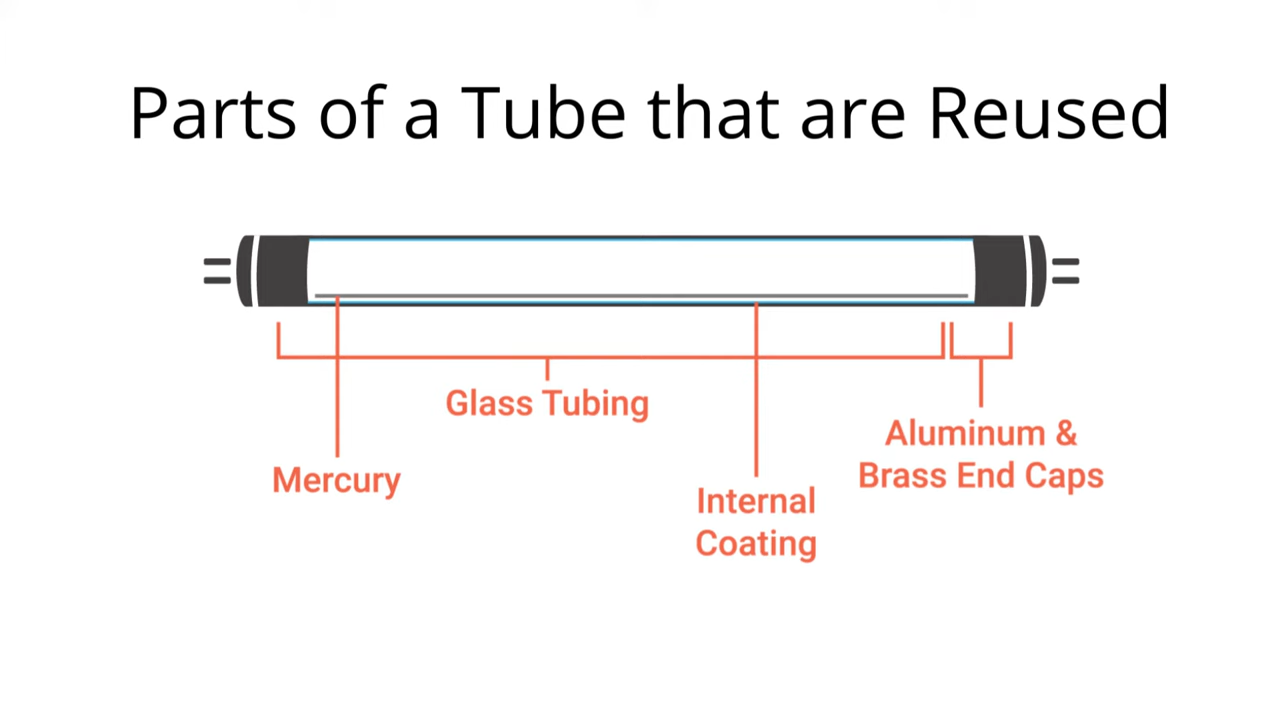 Parts of a Tube that are Reused
Glass Tubing
Mercury
Internal
Coating
Aluminum &
Brass End Caps